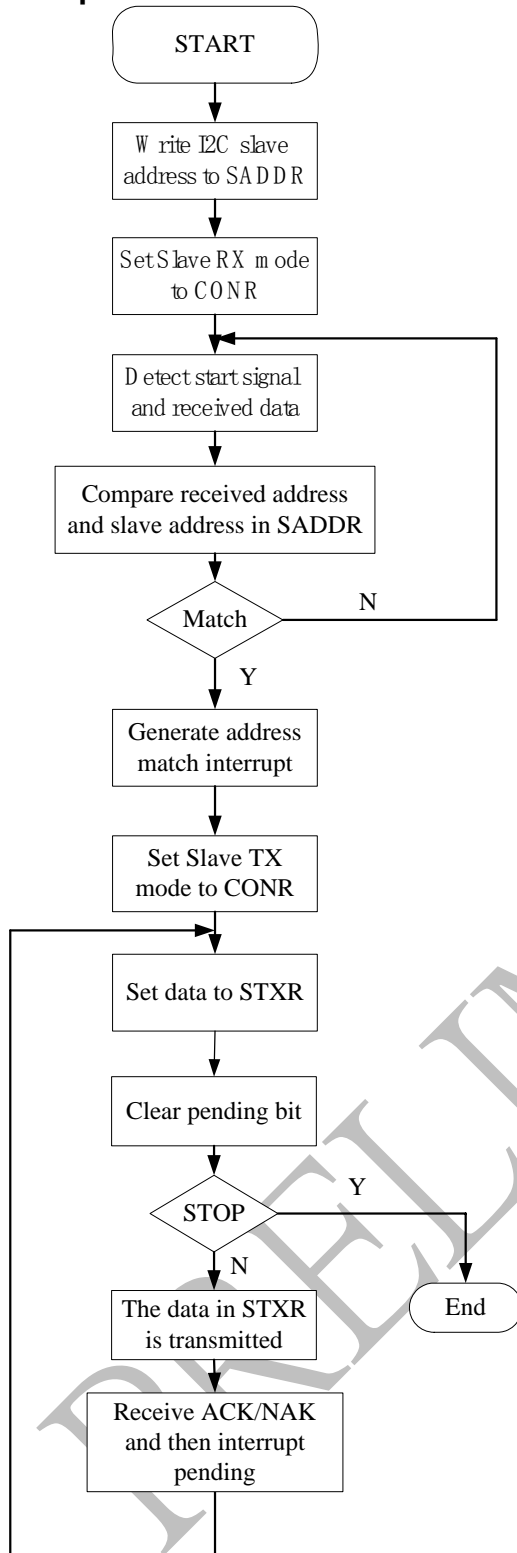 START
Write I2C slave
address to SADDR
Set Slave RX mode
to CONR
Detect start signal
and received data
Compare received address
and slave address in SADDR
Match
N
Y
Generate address
match interrupt
Set Slave TX
mode to CONR
Set data to STXR
Clear pending bit
STOP
Y
N
The data in STXR
is transmitted
End
Receive ACK/NAK
and then interrupt
pending